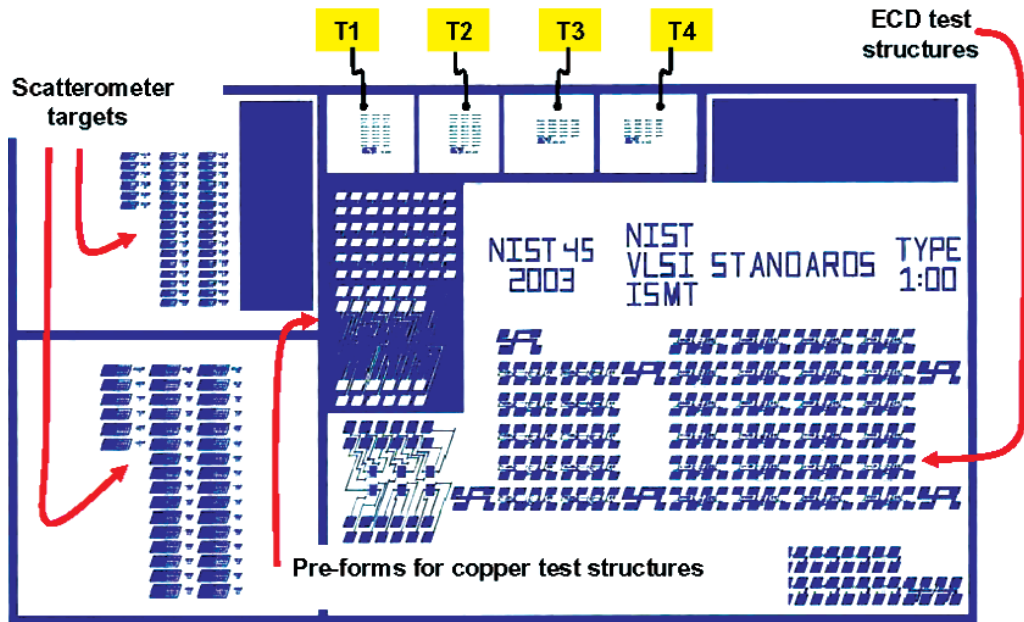 T1
T2
T3
T4
ECD test
structures
Scatterometer
targets
NIST 45
2003
NIST
VLSI
ISMT
STANDARDS
TYPE
1:00
Pre-forms for copper test structures